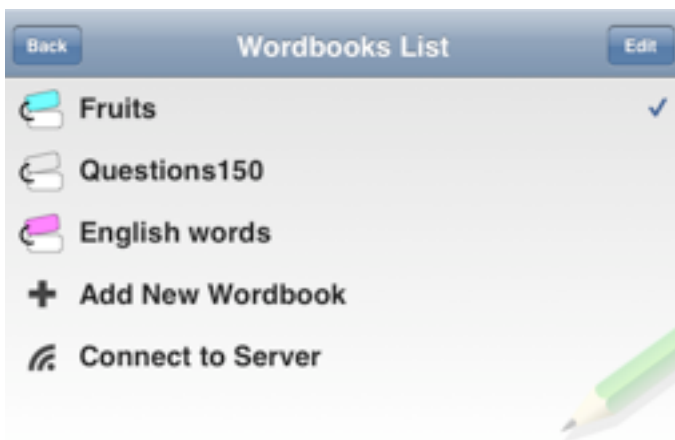 Back
Wordbooks List
Edit
Fruits
Questions150
English words
Add New Wordbook
Connect to Server